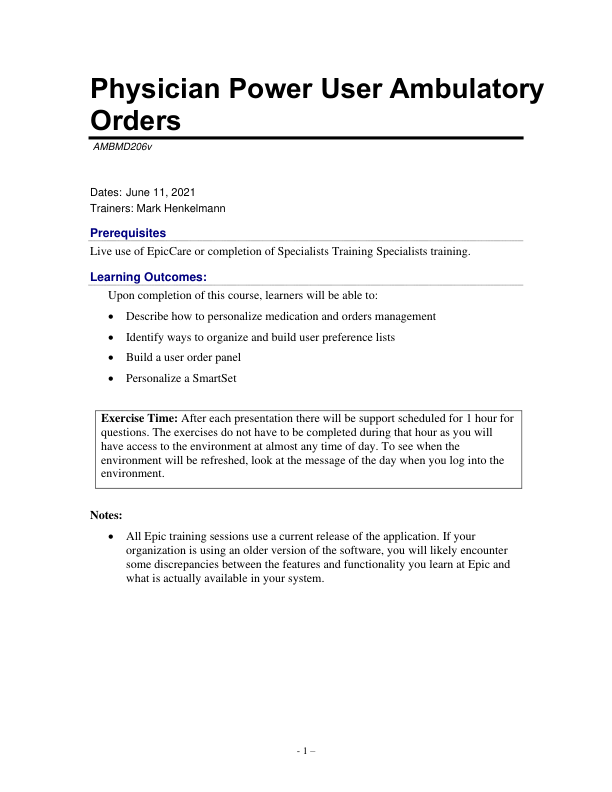 Physician Power User Ambulatory
Orders
AMBMD206v
Dates: June 11, 2021
Trainers: Mark Henkelmann
Prerequisites
Live use of EpicCare or completion of Specialists Training Specialists training.
Learning Outcomes:
Upon completion of this course, learners will be able to:
• Describe how to personalize medication and orders management
• Identify ways to organize and build user preference lists
• Build a user order panel
• Personalize a SmartSet
Exercise Time: After each presentation there will be support scheduled for 1 hour for
questions. The exercises do not have to be completed during that hour as you will
have access to the environment at almost any time of day. To see when the
environment will be refreshed, look at the message of the day when you log into the
environment.
Notes:
• All Epic training sessions use a current release of the application. If your
organization is using an older version of the software, you will likely encounter
some discrepancies between the features and functionality you learn at Epic and
what is actually available in your system.
- 1 –